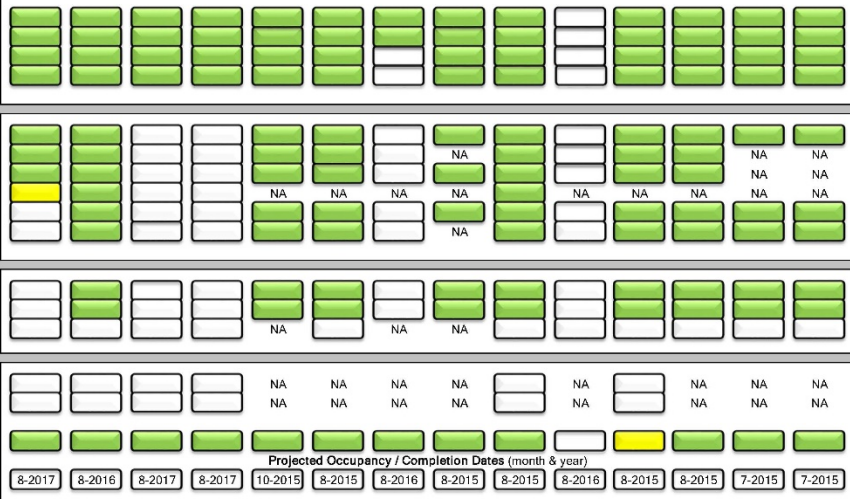 NA NA NA
NA NA
NA NA NA NA NA NA NA NA NA
NA
NA NA NA
NA NA NA NA NA NA NA NA
NA NA NA NA NA NA NA NA
Projected Occupancy / Completion Dates (month & year)
8-2017 8-2016 8-2017 8-2017 10-2015 8-2015 8-2016 8-2015 8-2015 8-2016 8-2015 8-2015 7-2015 7-2015